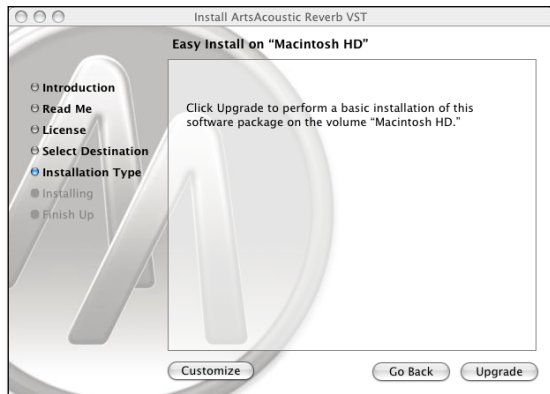 Install ArtsAcoustic Reverb VST
Easy Install on “Macintosh HD”
Introduction
Read Me
License
Select Destination
Installation Type
Installing
Finish Up
Click Upgrade to perform a basic installation of this
software package on the volume “Macintosh HD.”
Customize
Go Back
Upgrade